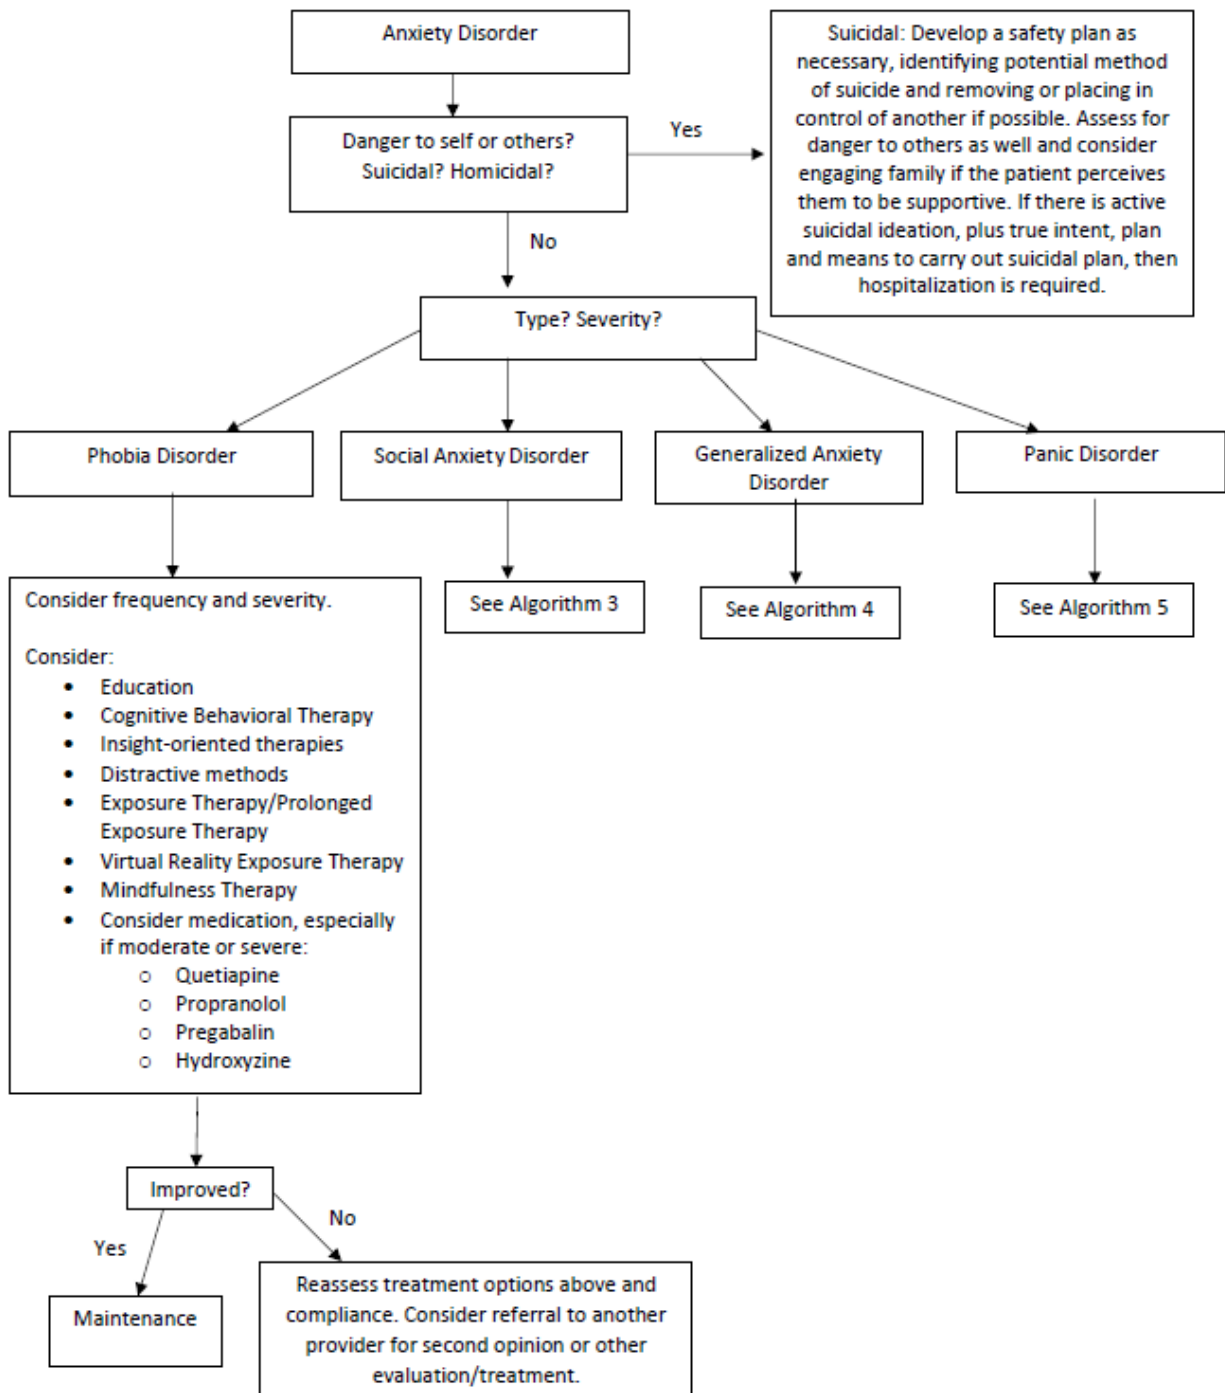 Anxiety Disorder
Suicidal: Develop a safety plan as
necessary, identifying potential method
of suicide and removing or placing in
control of another if possible. Assess for
danger to others as well and consider
engaging family if the patient perceives
them to be supportive. If there is active
suicidal ideation, plus true intent, plan
and means to carry out suicidal plan, then
hospitalization is required.
Danger to self or others?
Suicidal? Homicidal?
Yes
No
Type? Severity?
Phobia Disorder
Social Anxiety Disorder
Generalized Anxiety
Disorder
Panic Disorder
Consider frequency and severity.
Consider:
• Education
• Cognitive Behavioral Therapy
• Insight-oriented therapies
• Distractive methods
• Exposure Therapy/Prolonged
Exposure Therapy
• Virtual Reality Exposure Therapy
• Mindfulness Therapy
• Consider medication, especially
if moderate or severe:
o Quetiapine
o Propranolol
o Pregabalin
o Hydroxyzine
See Algorithm 3
See Algorithm 4
See Algorithm 5
Improved?
Yes
No
Maintenance
Reassess treatment options above and
compliance. Consider referral to another
provider for second opinion or other
evaluation/treatment.